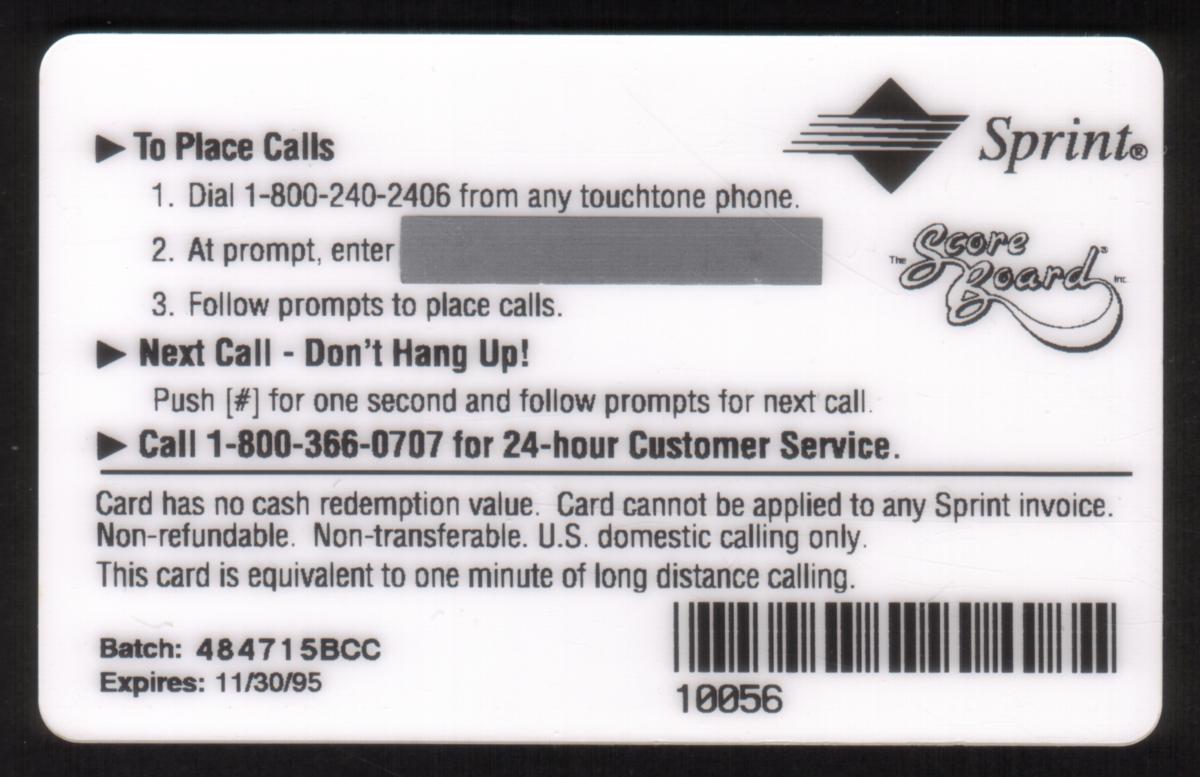 Sprint®
► To Place Calls
1. Dial 1-800-240-2406 from any touchtone phone.
2. At prompt, enter
3. Follow prompts to place calls.
The Score Board Inc.
► Next Call - Don't Hang Up!
Push [#] for one second and follow prompts for next call.
► Call 1-800-366-0707 for 24-hour Customer Service.
Card has no cash redemption value. Card cannot be applied to any Sprint invoice.
Non-refundable. Non-transferable. U.S. domestic calling only.
This card is equivalent to one minute of long distance calling.
Batch: 484715BCC
Expires: 11/30/95
10056